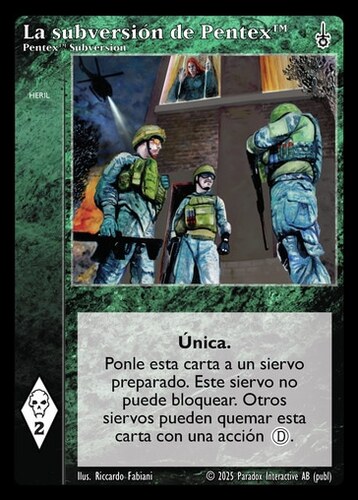 La subversión de Pentex™
Pentex™ Subversion
HERIL
Única.
Ponle esta carta a un siervo
preparado. Este siervo no
puede bloquear. Otros
siervos pueden quemar esta
carta con una acción Ⓓ.
2
Ilus. Riccardo Fabiani © 2025 Paradox Interactive AB (publ)